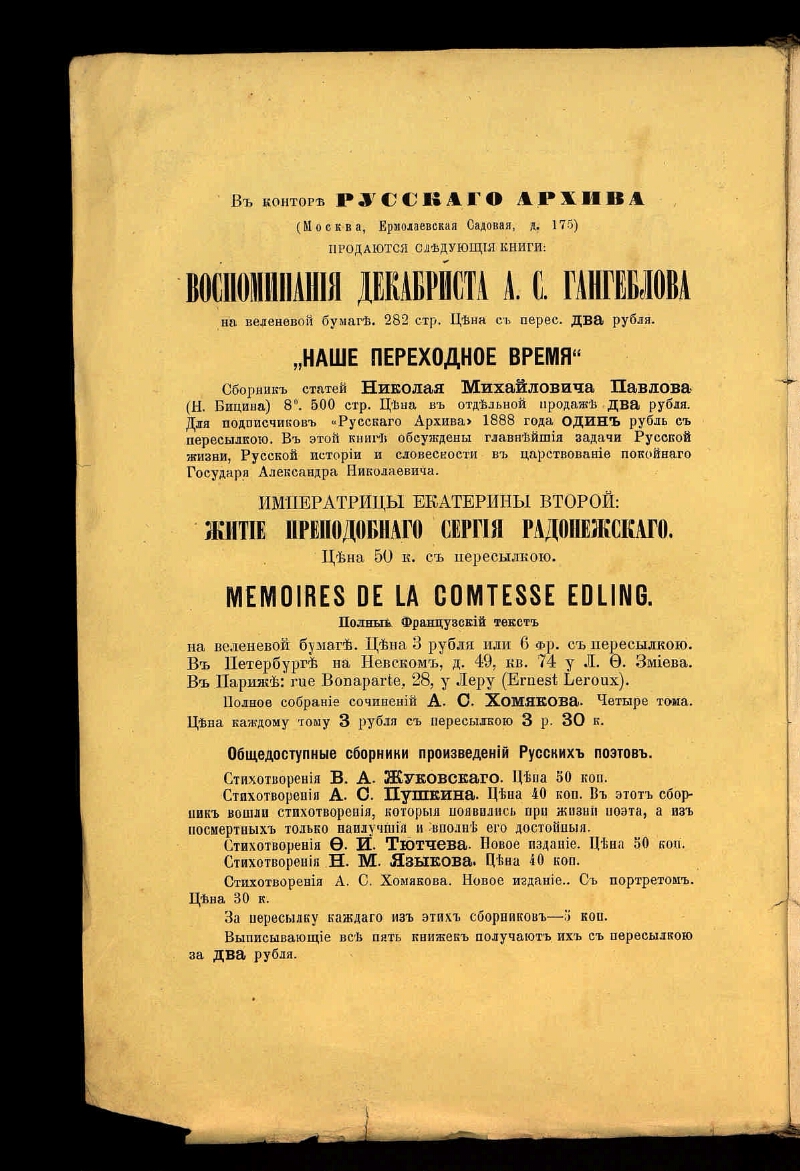 Въ конторѣ РУССКАГО АРХИВА
(Москва, Ермолаевская Садовая, д. 175)
ПРОДАЮТСЯ СЛѢДУЮЩІЯ КНИГИ:
ВОСПОМИНАНІЯ ДЕКАБРИСТА А. С. ГАНГЕБЛОВА
на веленевой бумагѣ. 282 стр. Цѣна съ перес. ДВА рубля.
„НАШЕ ПЕРЕХОДНОЕ ВРЕМЯ“
Сборникъ статей Николая Михайловича Павлова
(Н. Бицина) 8°. 500 стр. Цѣна въ отдѣльной продажѣ ДВА рубля.
Для подписчиковъ «Русскаго Архива» 1888 года ОДИНЪ рубль съ
пересылкою. Въ этой книгѣ обсуждены главнѣйшія задачи Русской
жизни, Русской исторіи и словесности въ царствованіе покойнаго
Государя Александра Николаевича.
ИМПЕРАТРИЦЫ ЕКАТЕРИНЫ ВТОРОЙ:
ЖИТІЕ ПРЕПОДОБНАГО СЕРГІЯ РАДОНЕЖСКАГО.
Цѣна 50 к. съ пересылкою.
MEMOIRES DE LA COMTESSE EDLING.
Полный Французскій текстъ
на веленевой бумагѣ. Цѣна 3 рубля или 6 фр. съ пересылкою.
Въ Петербургѣ на Невскомъ, д. 49, кв. 74 у Л. Ѳ. Зміева.
Въ Парижѣ: rue Bonaparte, 28, у Леру (Ernest Leroux).
Полное собраніе сочиненій А. С. Хомякова. Четыре тома.
Цѣна каждому тому 3 рубля съ пересылкою 3 р. 30 к.
Общедоступные сборники произведеній Русскихъ поэтовъ.
Стихотворенія В. А. Жуковскаго. Цѣна 50 коп.
Стихотворенія А. С. Пушкина. Цѣна 40 коп. Въ этотъ сбор-
никъ вошли стихотворенія, которыя появились при жизни поэта, а изъ
посмертныхъ только наилучшія и вполнѣ его достойныя.
Стихотворенія Ѳ. И. Тютчева. Новое изданіе. Цѣна 50 коп.
Стихотворенія Н. М. Языкова. Цѣна 40 коп.
Стихотворенія А. С. Хомякова. Новое изданіе.. Съ портретомъ.
Цѣна 30 к.
За пересылку каждаго изъ этихъ сборниковъ—5 коп.
Выписывающіе всѣ пять книжекъ получаютъ ихъ съ пересылкою
за ДВА рубля.